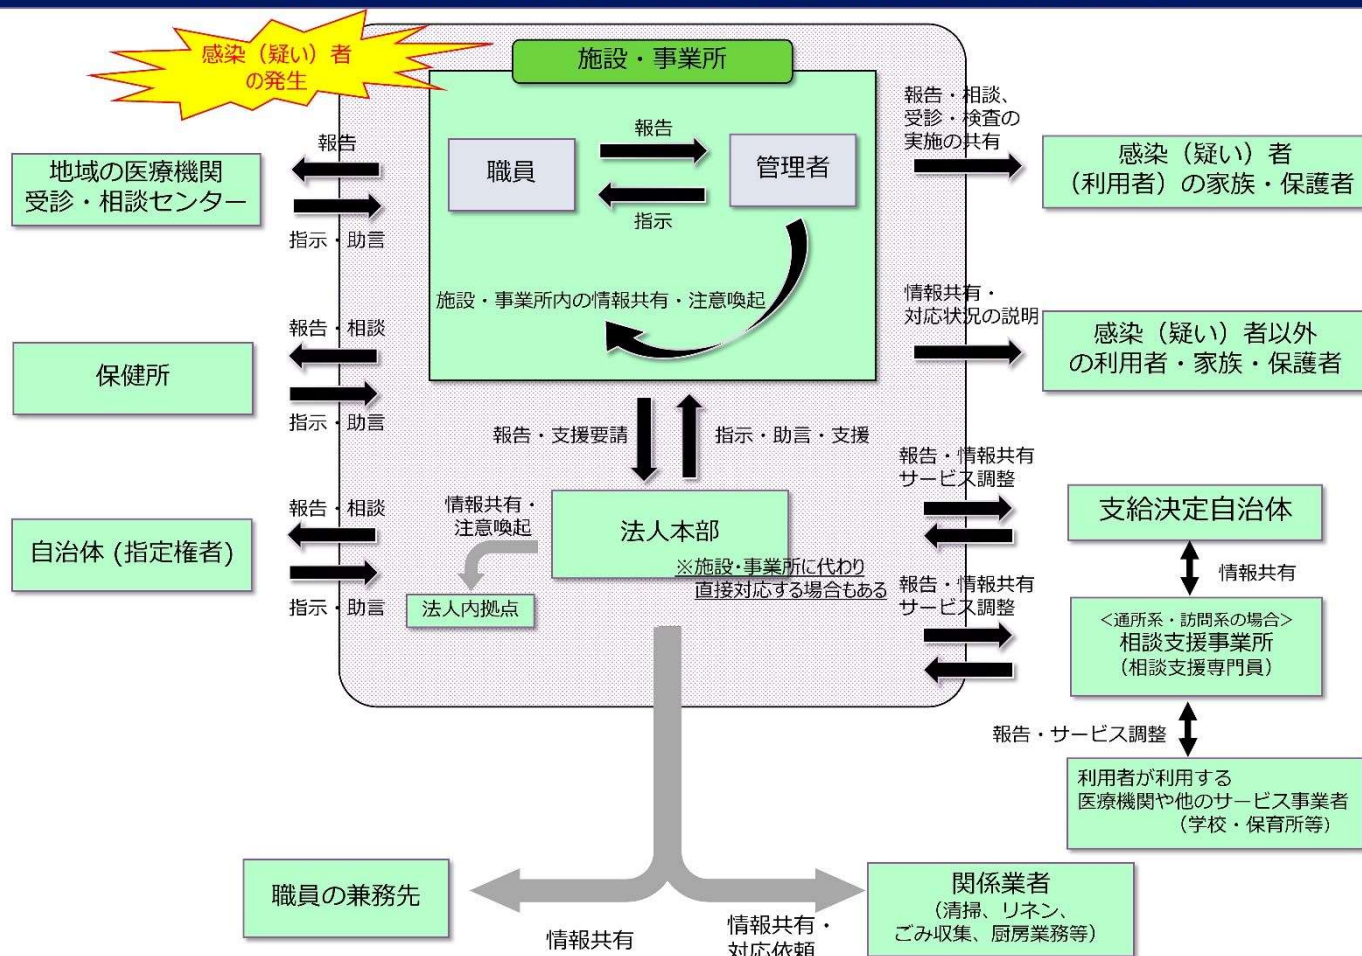 感染（疑い）者
の発生
施設・事業所
職員
報告
指示
管理者
施設・事業所内の情報共有・注意喚起
報告
地域の医療機関
受診・相談センター
指示・助言
報告・相談
保健所
指示・助言
報告・相談
自治体 (指定権者)
指示・助言
報告・相談、
受診・検査の
実施の共有
感染（疑い）者
（利用者）の家族・保護者
情報共有・
対応状況の説明
感染（疑い）者以外
の利用者・家族・保護者
報告・支援要請
指示・助言・支援
情報共有・
注意喚起
法人本部
※施設・事業所に代わり
直接対応する場合もある
法人内拠点
報告・情報共有
サービス調整
支給決定自治体
情報共有
報告・情報共有
サービス調整
＜通所系・訪問系の場合＞
相談支援事業所
（相談支援専門員）
報告・サービス調整
利用者が利用する
医療機関や他のサービス事業者
（学校・保育所等）
職員の兼務先
情報共有
情報共有・
対応依頼
関係業者
（清掃、リネン、
ごみ収集、厨房業務等）